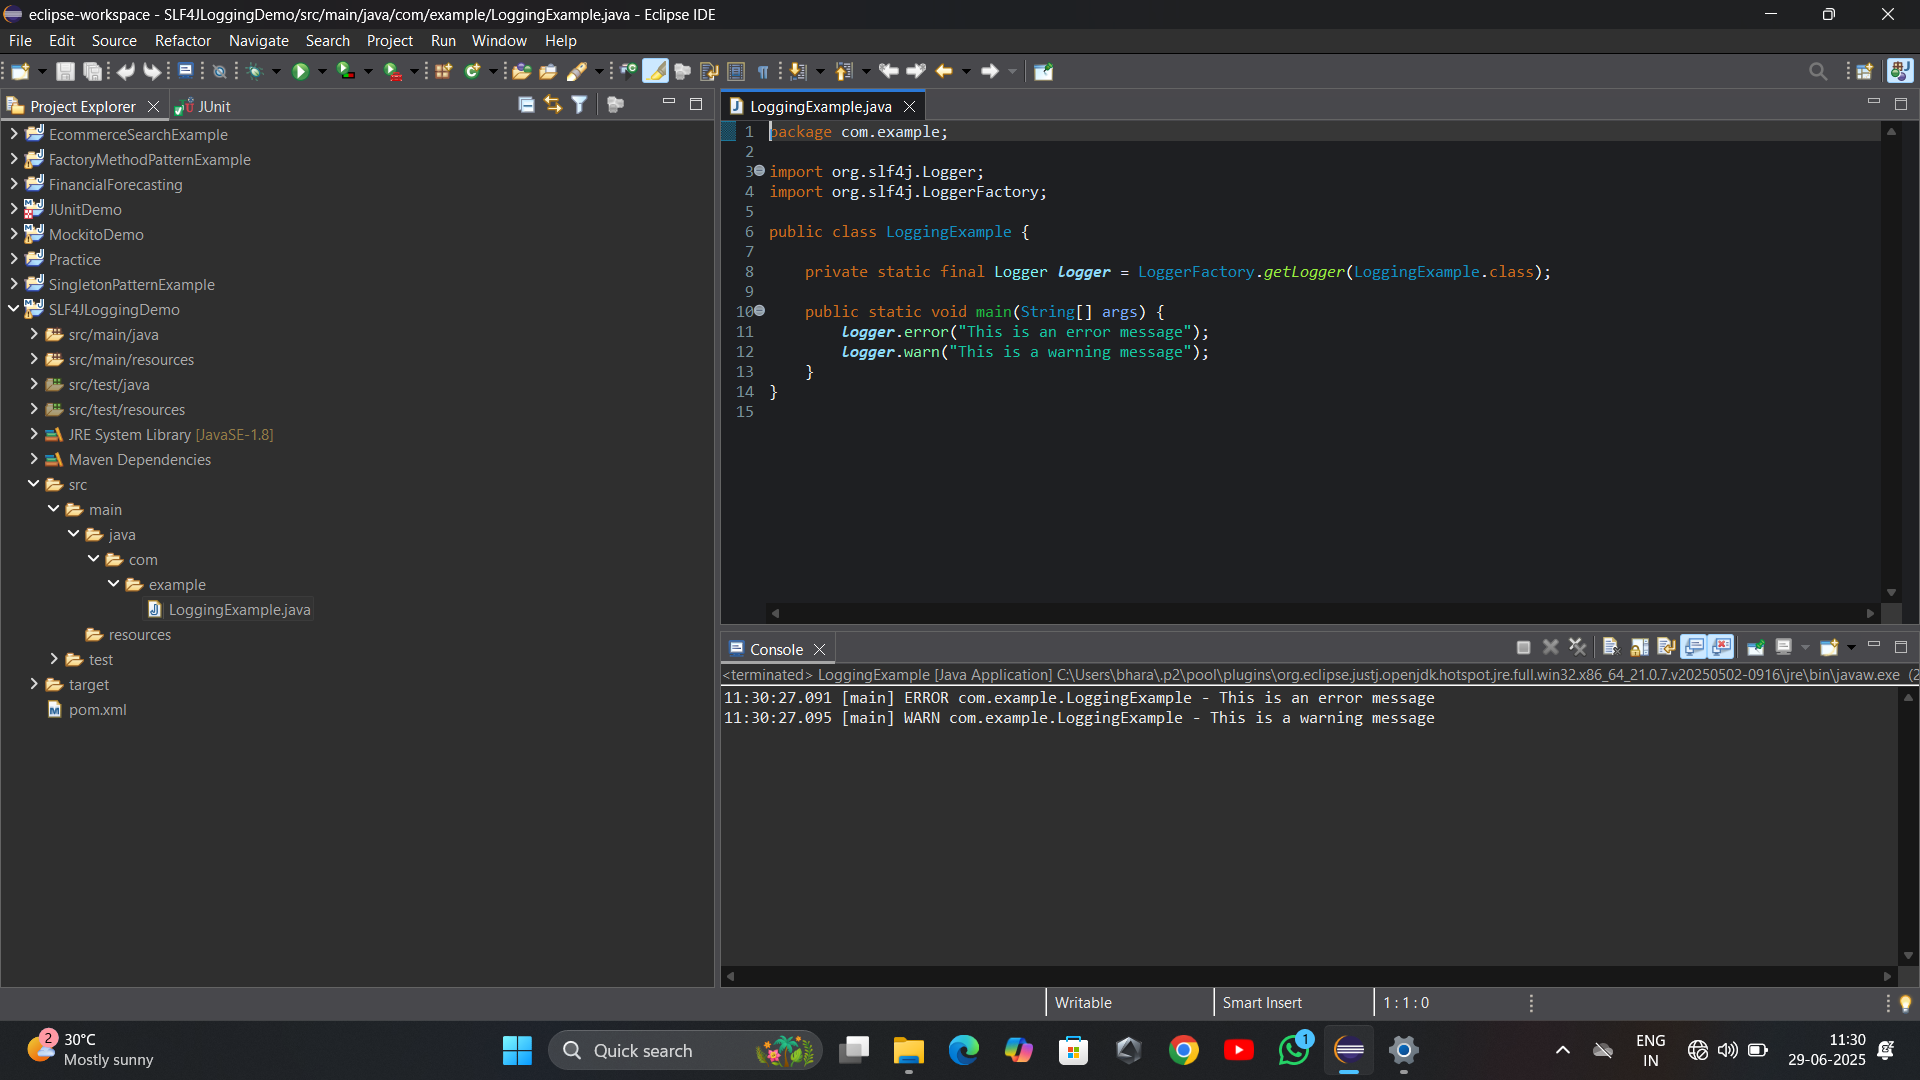 eclipse-workspace - SLF4JLoggingDemo/src/main/java/com/example/LoggingExample.java - Eclipse IDE
File Edit Source Refactor Navigate Search Project Run Window Help
Project Explorer JUnit
EcommerceSearchExample
FactoryMethodPatternExample
FinancialForecasting
JUnitDemo
MockitoDemo
Practice
SingletonPatternExample
SLF4JLoggingDemo
src/main/java
src/main/resources
src/test/java
src/test/resources
JRE System Library [JavaSE-1.8]
Maven Dependencies
src
main
java
com
example
LoggingExample.java
resources
test
target
pom.xml
LoggingExample.java
1 package com.example;
2
3 import org.slf4j.Logger;
4 import org.slf4j.LoggerFactory;
5
6 public class LoggingExample {
7
8 private static final Logger logger = LoggerFactory.getLogger(LoggingExample.class);
9
10 public static void main(String[] args) {
11 logger.error("This is an error message");
12 logger.warn("This is a warning message");
13 }
14 }
15
Console
<terminated> LoggingExample [Java Application] C:\Users\bhara\.p2\pool\plugins\org.eclipse.justj.openjdk.hotspot.jre.full.win32.x86_64_21.0.7.v20250502-0916\jre\bin\javaw.exe (2
11:30:27.091 [main] ERROR com.example.LoggingExample - This is an error message
11:30:27.095 [main] WARN com.example.LoggingExample - This is a warning message
Writable Smart Insert 1 : 1 : 0
2
30°C
Mostly sunny
Quick search
1
ENG
IN
11:30
29-06-2025